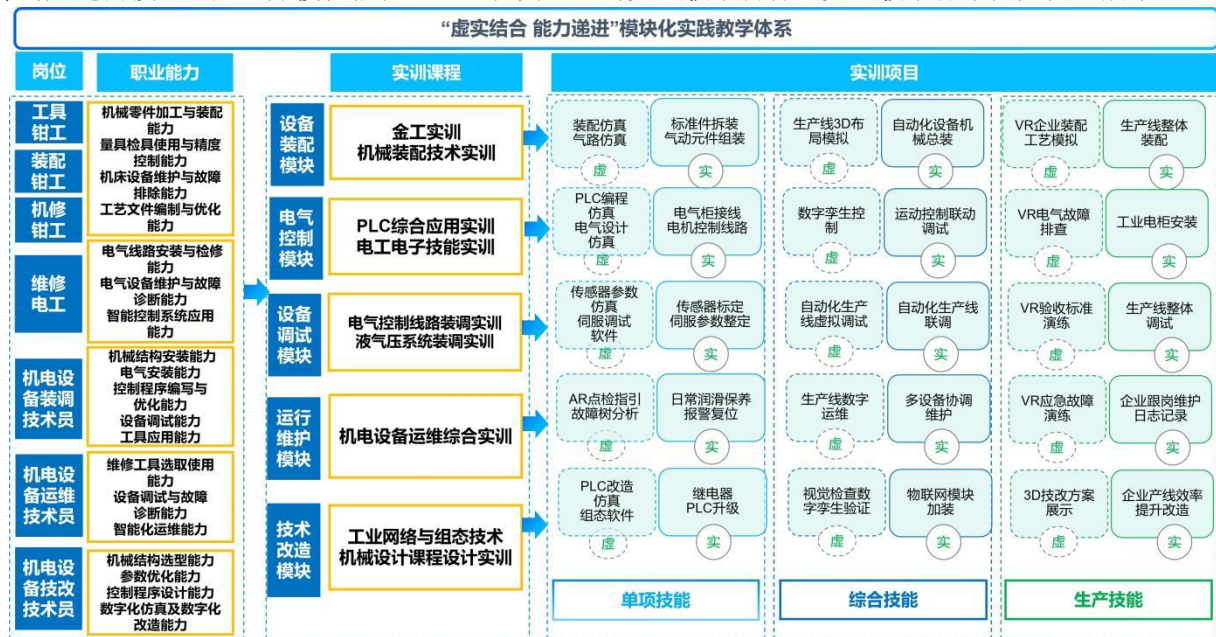 “虚实结合 能力递进”模块化实践教学体系
岗位
职业能力
实训课程
实训项目
工具
钳工
装配
钳工
机修
钳工
维修
电工
机电设
备装调
技术员
机电设
备运维
技术员
机电设
备技改
技术员
机械零件加工与装配
能力
量具检具使用与精度
控制能力
机床设备维护与故障
排除能力
工艺文件编制与优化
能力
电气线路安装与检修
能力
电气设备维护与故障
诊断能力
智能控制系统应用
能力
机械结构安装能力
电气安装能力
控制程序编写与
优化能力
设备调试能力
工具应用能力
维修工具选取使用
能力
设备调试与故障
诊断能力
智能化运维能力
机械结构选型能力
参数优化能力
控制程序设计能力
数字化仿真及数字化
改造能力
设备
装配
模块
金工实训
机械装配技术实训
电气
控制
模块
PLC综合应用实训
电工电子技能实训
设备
调试
模块
电气控制线路装调实训
液气压系统装调实训
运行
维护
模块
机电设备运维综合实训
技术
改造
模块
工业网络与组态技术
机械设计课程设计实训
装配仿真
气路仿真
虚
标准件拆装
气动元件组装
实
生产线3D布
局模拟
虚
自动化设备机
械总装
实
VR企业装配
工艺模拟
虚
生产线整体
装配
实
PLC编程
仿真
电气设计
仿真
虚
电气柜接线
电机控制线路
实
数字孪生控
制
虚
运动控制联动
调试
实
VR电气故障
排查
虚
工业电柜安装
实
传感器参数
仿真
伺服调试
软件
虚
传感器标定
伺服参数整定
实
自动化生产
线虚拟调试
虚
自动化生产线
联调
实
VR验收标准
演练
虚
生产线整体
调试
实
AR点检指引
故障树分析
虚
日常润滑保养
报警复位
实
生产线数字
运维
虚
多设备协调
维护
实
VR应急故障
演练
虚
企业跟岗维护
日志记录
实
PLC改造
仿真
组态软件
虚
继电器
PLC升级
实
视觉检查数
字孪生验证
虚
物联网模块
加装
实
3D技改方案
展示
虚
企业产线效率
提升改造
实
单项技能
综合技能
生产技能